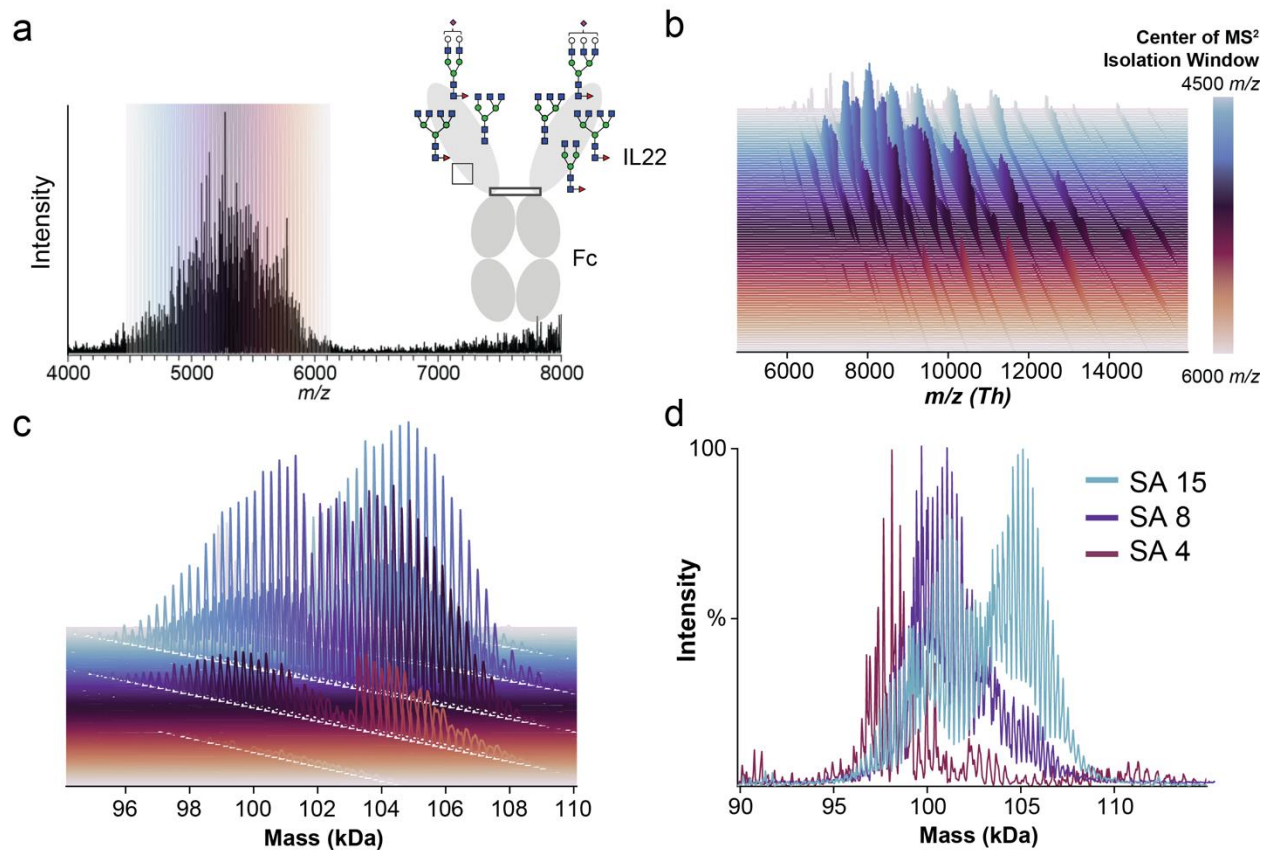 a
Intensity
4000
5000
6000
7000
8000
m/z
IL22
Fc
b
Center of MS²
Isolation Window
4500 m/z
6000 m/z
6000
8000
10000
12000
14000
m/z (Th)
c
96
98
100
102
104
106
108
110
Mass (kDa)
d
100
%
Intensity
SA 15
SA 8
SA 4
90
95
100
105
110
Mass (kDa)